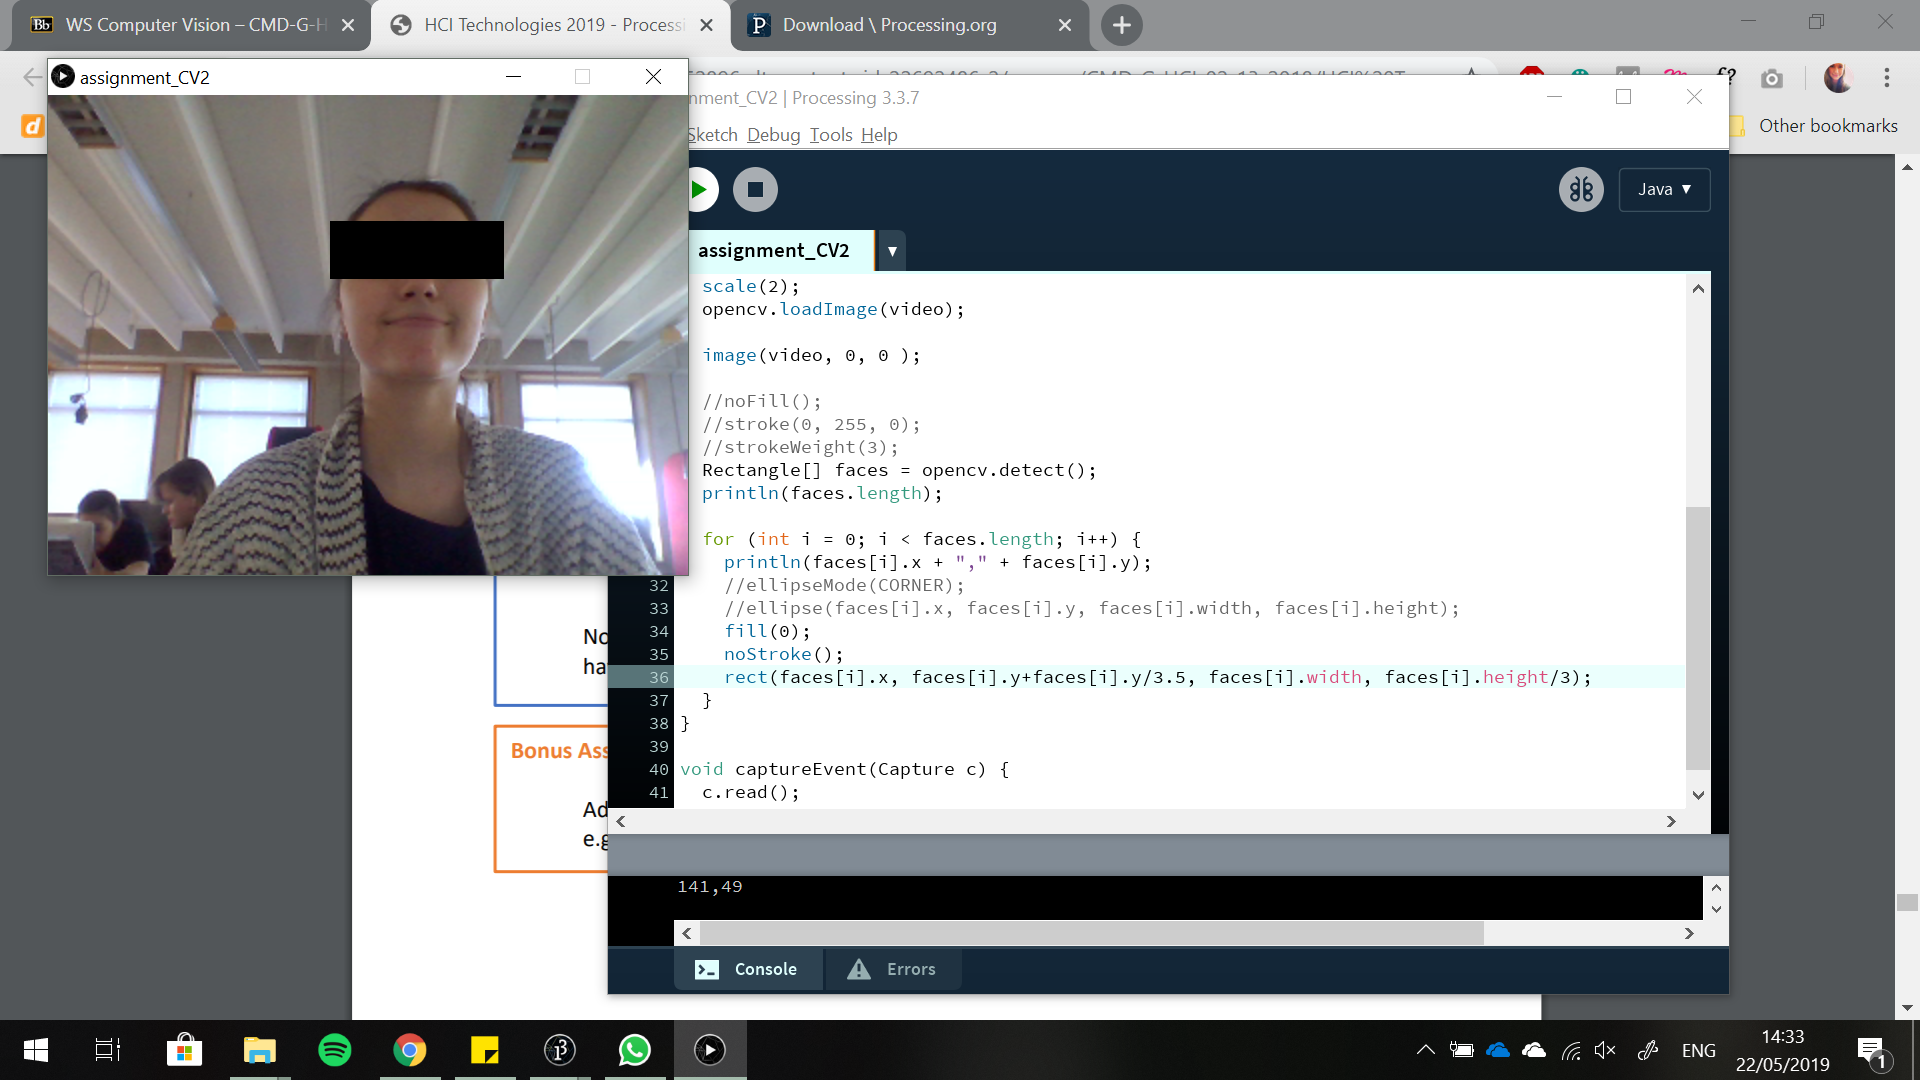 WS Computer Vision – CMD-G-H
HCI Technologies 2019 - Processi
Download \ Processing.org
assignment_CV2
nment_CV2 | Processing 3.3.7
Other bookmarks
Sketch Debug Tools Help
Java
assignment_CV2
scale(2);
opencv.loadImage(video);
image(video, 0, 0 );
//noFill();
//stroke(0, 255, 0);
//strokeWeight(3);
Rectangle[] faces = opencv.detect();
println(faces.length);
for (int i = 0; i < faces.length; i++) {
println(faces[i].x + "," + faces[i].y);
32 //ellipseMode(CORNER);
33 //ellipse(faces[i].x, faces[i].y, faces[i].width, faces[i].height);
34 fill(0);
35 noStroke();
36 rect(faces[i].x, faces[i].y+faces[i].y/3.5, faces[i].width, faces[i].height/3);
37 }
38 }
39
40 void captureEvent(Capture c) {
41 c.read();
No
ha
Bonus Ass
Ad
e.g
141,49
Console
Errors
ENG
14:33
22/05/2019
1